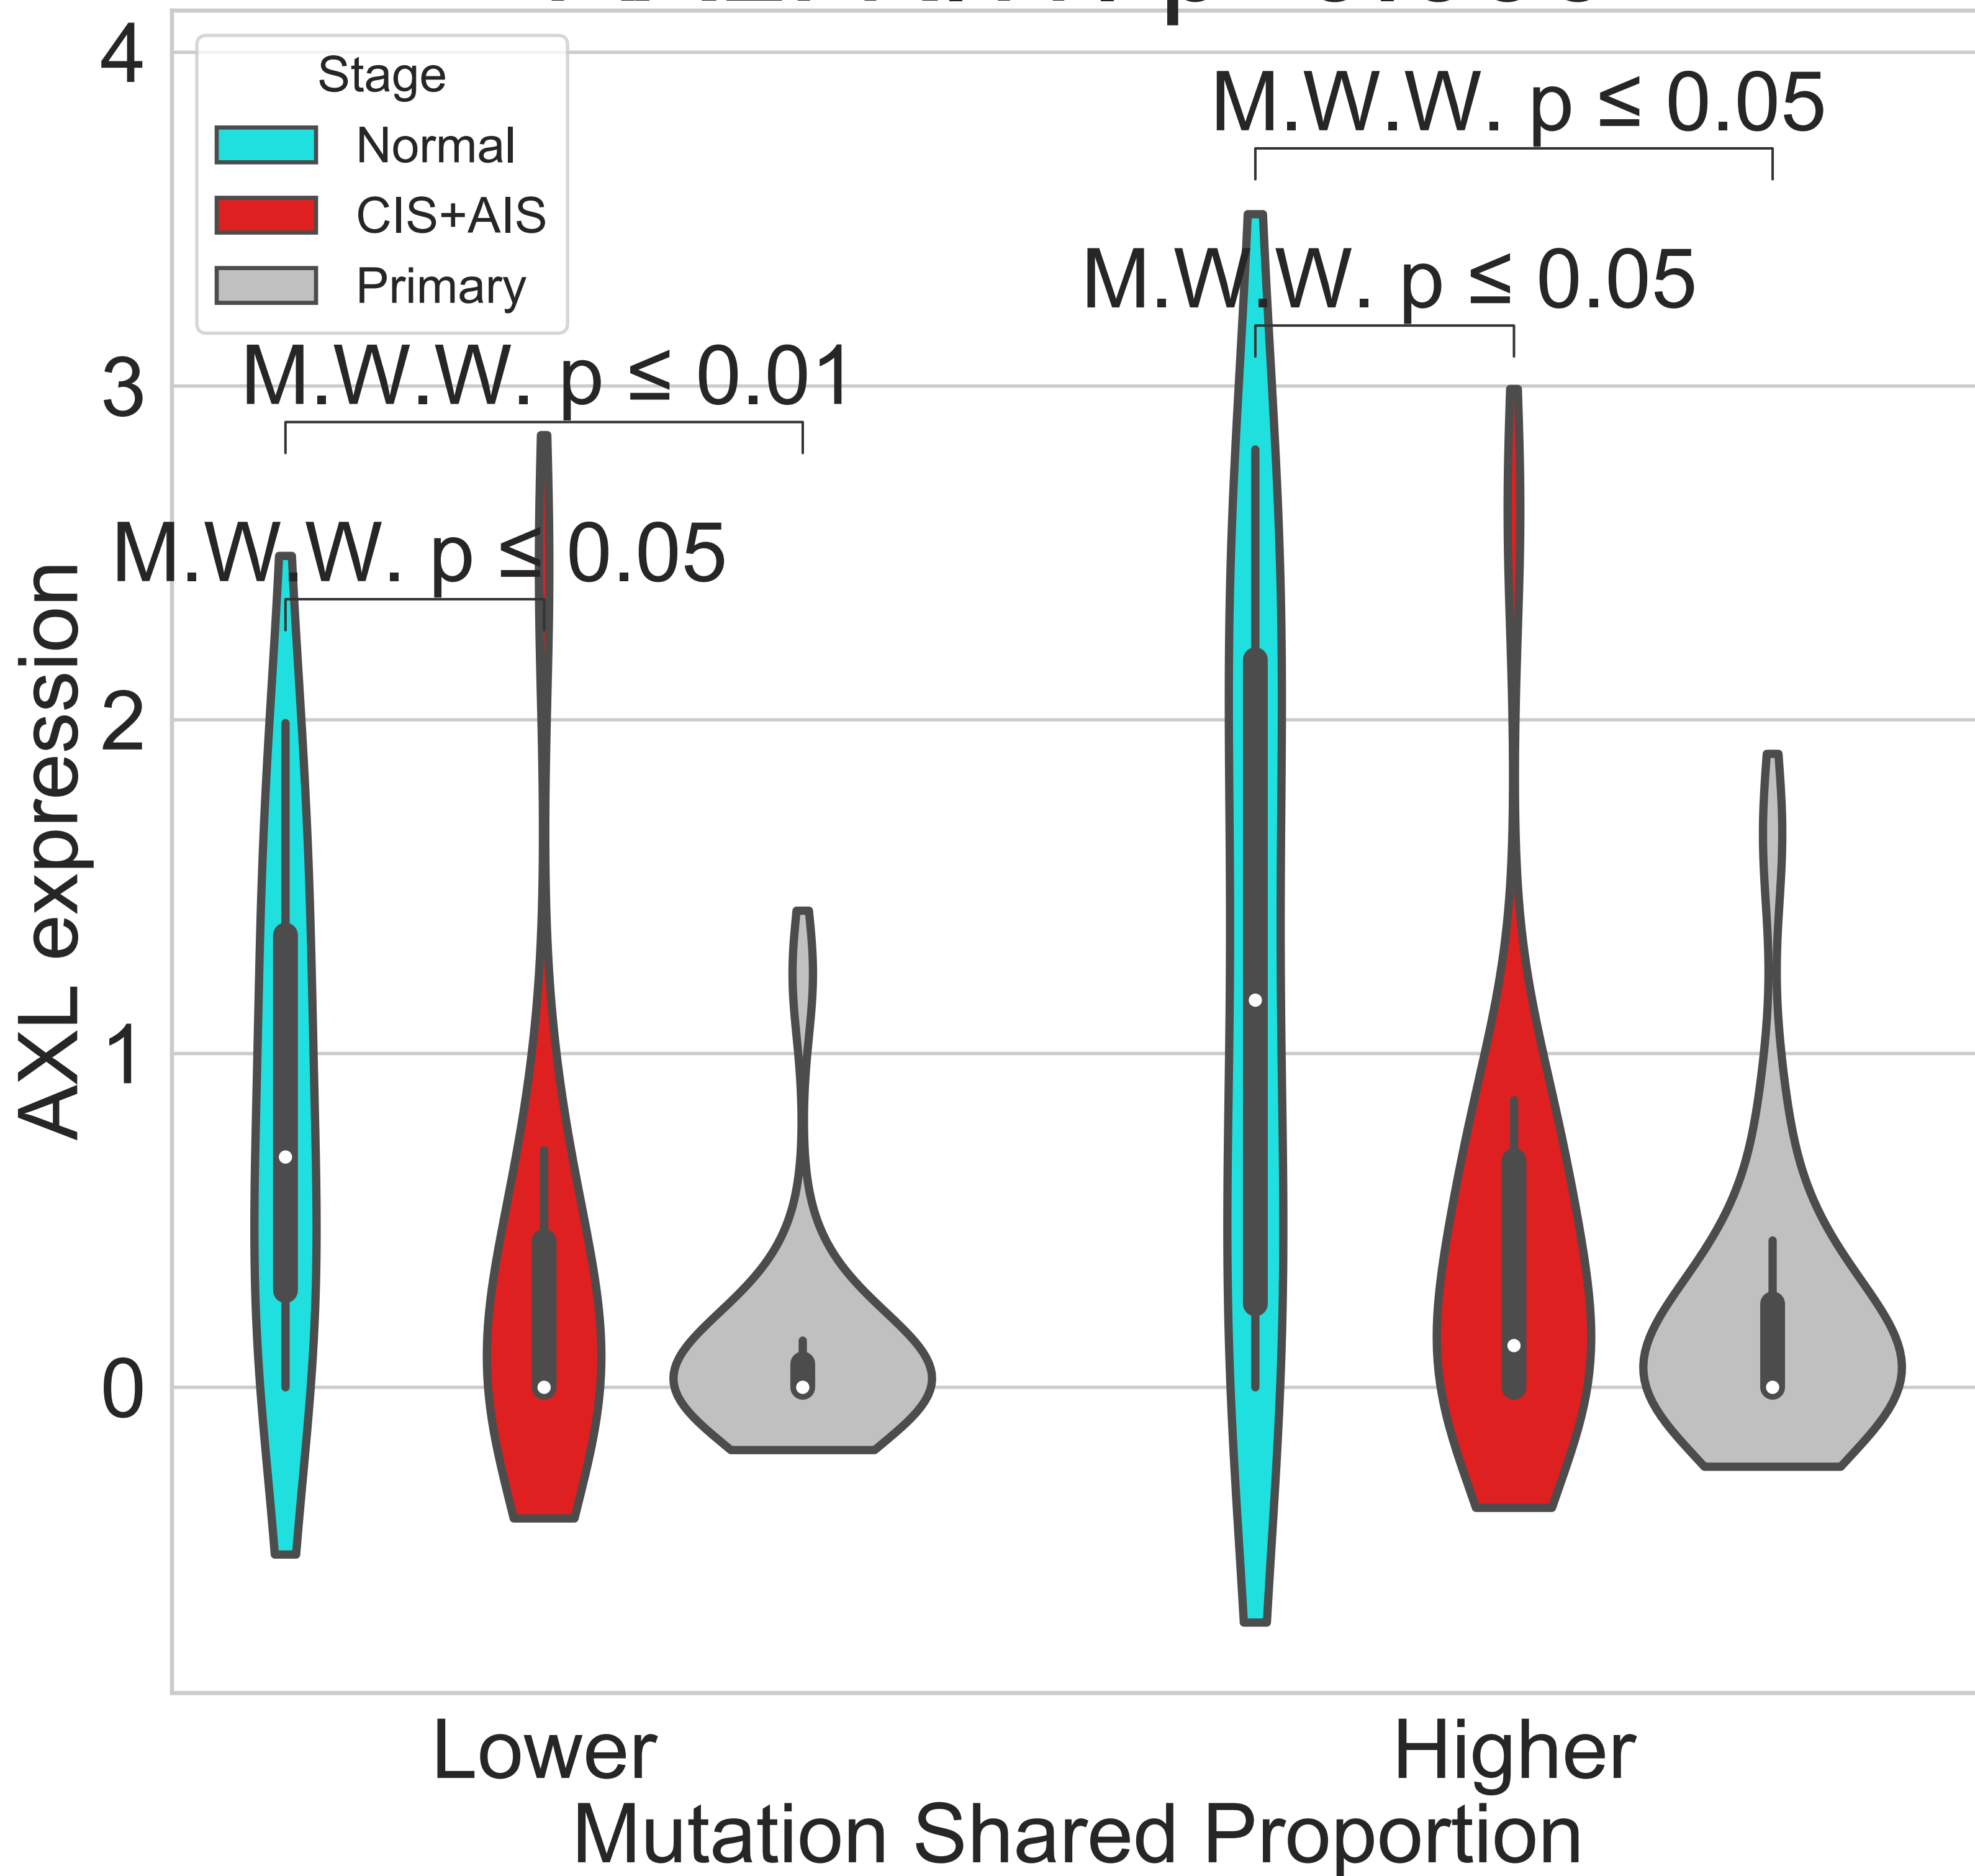 4
Stage
Normal
CIS+AIS
Primary
M.W.W. p ≤ 0.05
M.W.W. p ≤ 0.05
3
M.W.W. p ≤ 0.01
M.W.W. p ≤ 0.05
2
1
0
AXL expression
Lower
Higher
Mutation Shared Proportion